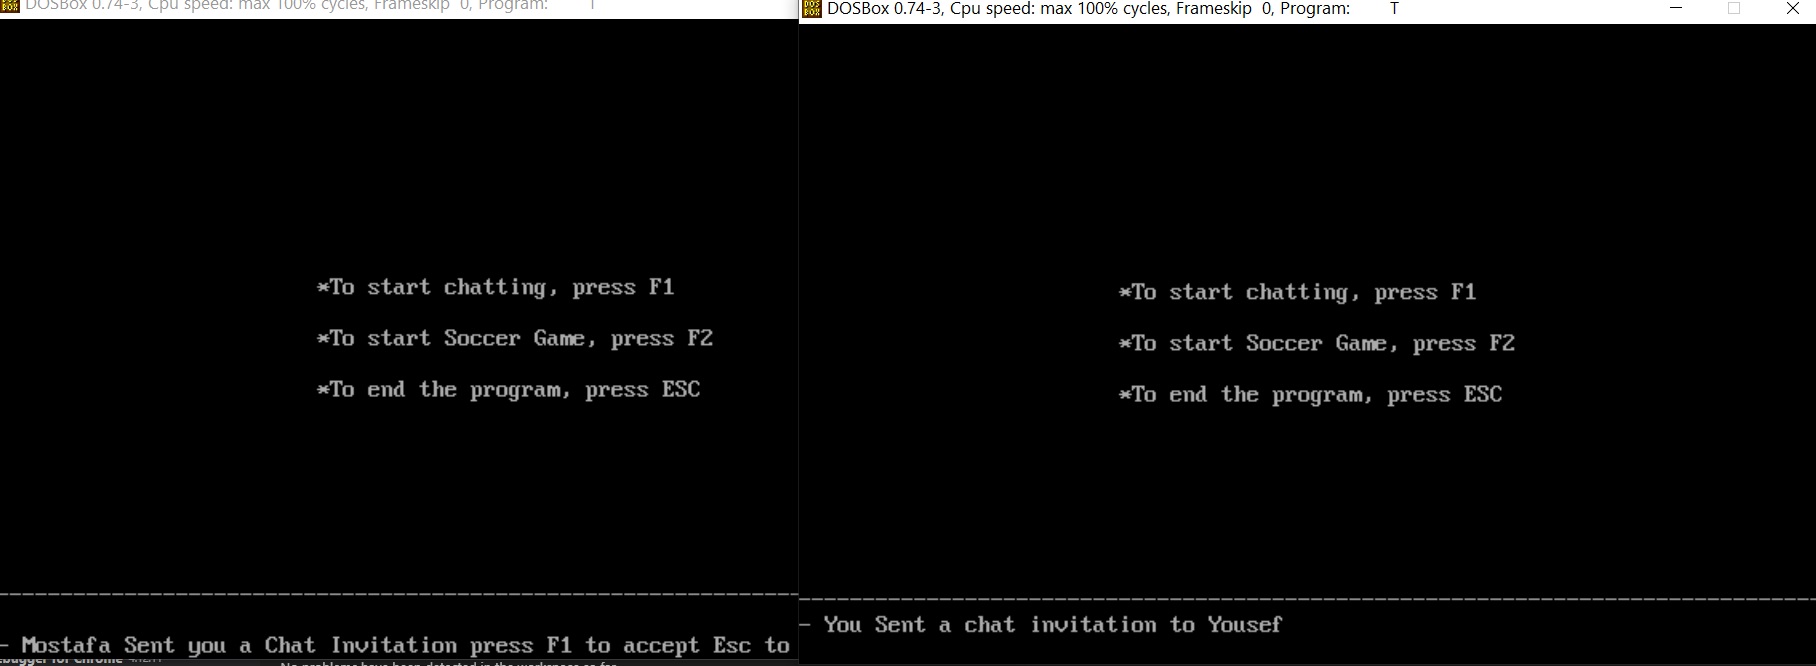 DOSBox 0.74-3, Cpu speed: max 100% cycles, Frameskip 0, Program: T
*To start chatting, press F1
*To start Soccer Game, press F2
*To end the program, press ESC
- Mostafa Sent you a Chat Invitation press F1 to accept Esc to
ebugger for Chrome
No problems have been detected in the workspace so far
DOSBox 0.74-3, Cpu speed: max 100% cycles, Frameskip 0, Program: T
*To start chatting, press F1
*To start Soccer Game, press F2
*To end the program, press ESC
- You Sent a chat invitation to Yousef